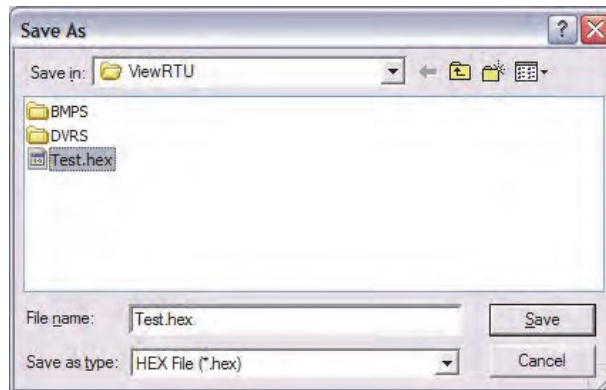 Save As
Save in: ViewRTU
BMPS
DVRS
Test.hex
File name: Test.hex Save
Save as type: HEX File (*.hex) Cancel